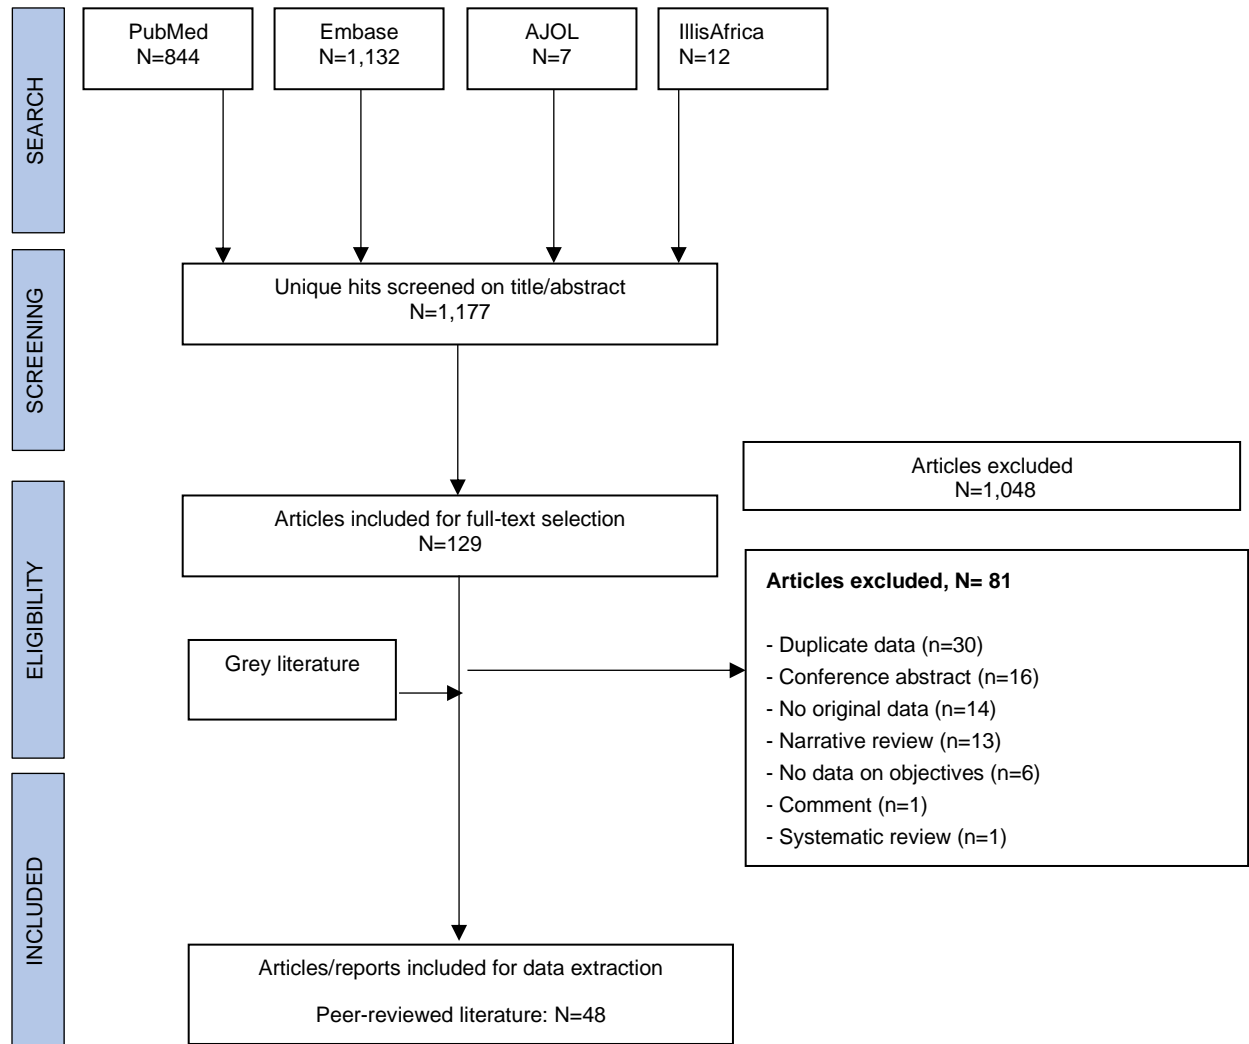 SEARCH
PubMed
N=844
Embase
N=1,132
AJOL
N=7
IllisAfrica
N=12
SCREENING
Unique hits screened on title/abstract
N=1,177
Articles excluded
N=1,048
ELIGIBILITY
Articles included for full-text selection
N=129
Grey literature
Articles excluded, N= 81
- Duplicate data (n=30)
- Conference abstract (n=16)
- No original data (n=14)
- Narrative review (n=13)
- No data on objectives (n=6)
- Comment (n=1)
- Systematic review (n=1)
INCLUDED
Articles/reports included for data extraction
Peer-reviewed literature: N=48